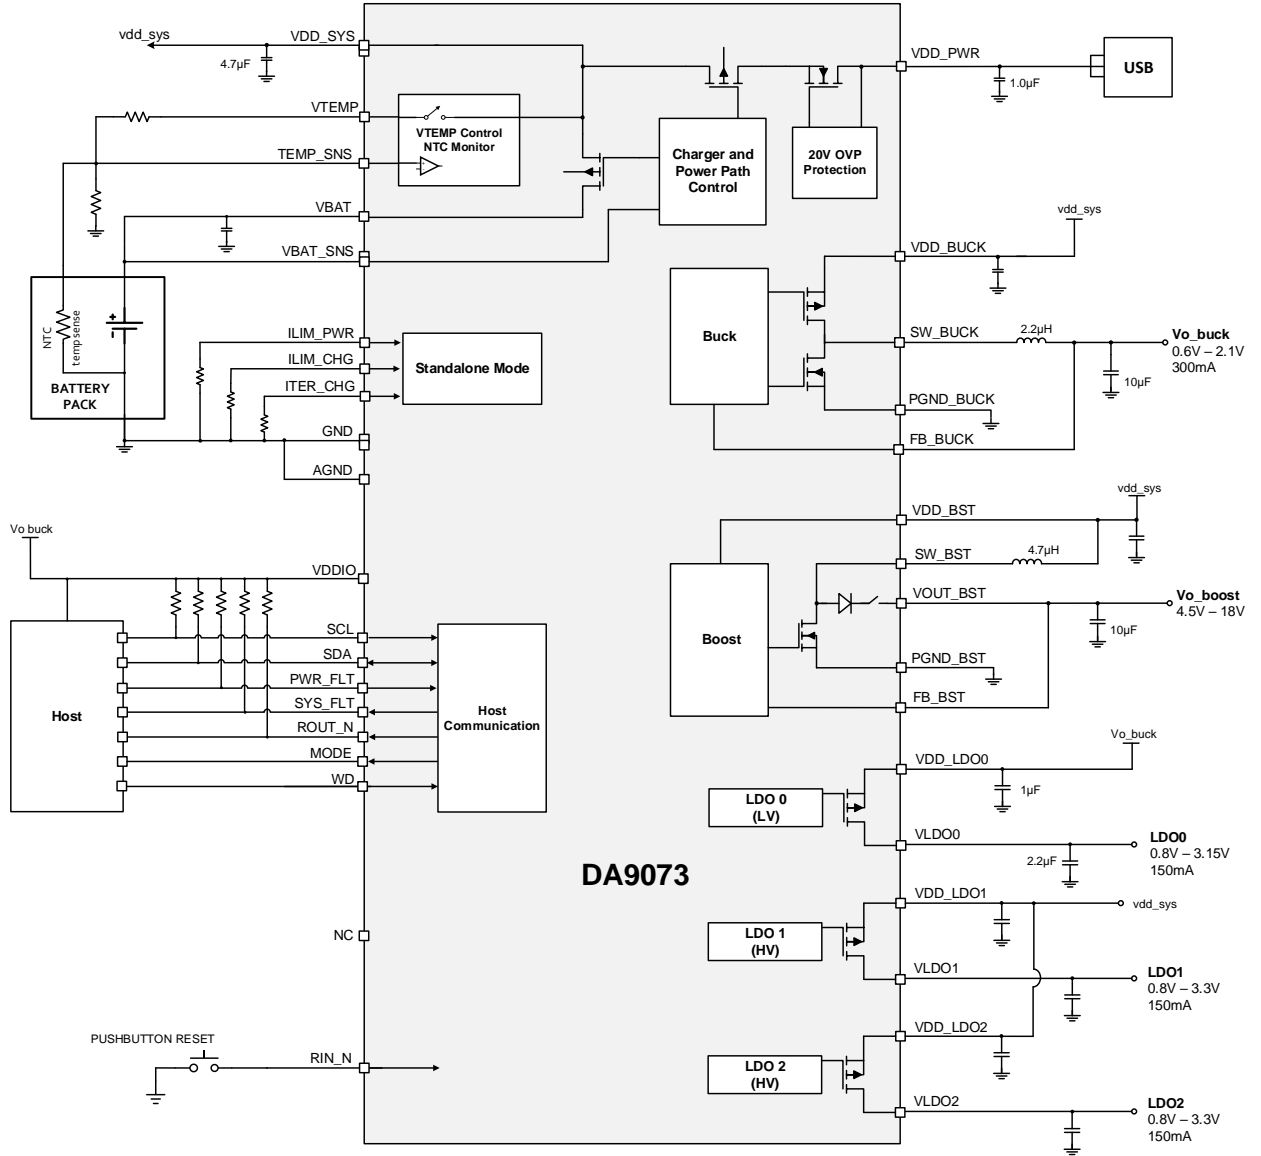 vdd_sys
VDD_SYS
4.7µF
VTEMP
TEMP_SNS
VBAT
VBAT_SNS
VTEMP Control
NTC Monitor
Charger and
Power Path
Control
20V OVP
Protection
VDD_PWR
1.0µF
USB
NTC
temp sense
+
-
BATTERY
PACK
ILIM_PWR
ILIM_CHG
ITER_CHG
GND
AGND
Standalone Mode
Buck
vdd_sys
VDD_BUCK
SW_BUCK
2.2µH
Vo_buck
0.6V – 2.1V
300mA
10µF
PGND_BUCK
FB_BUCK
Vo buck
VDDIO
Host
SCL
SDA
PWR_FLT
SYS_FLT
ROUT_N
MODE
WD
Host
Communication
Boost
vdd_sys
VDD_BST
SW_BST
4.7µH
VOUT_BST
Vo_boost
4.5V – 18V
10µF
PGND_BST
FB_BST
Vo_buck
VDD_LDO0
1µF
LDO 0
(LV)
VLDO0
2.2µF
LDO0
0.8V – 3.15V
150mA
DA9073
VDD_LDO1
vdd_sys
LDO 1
(HV)
VLDO1
LDO1
0.8V – 3.3V
150mA
NC
VDD_LDO2
LDO 2
(HV)
VLDO2
LDO2
0.8V – 3.3V
150mA
PUSHBUTTON RESET
RIN_N